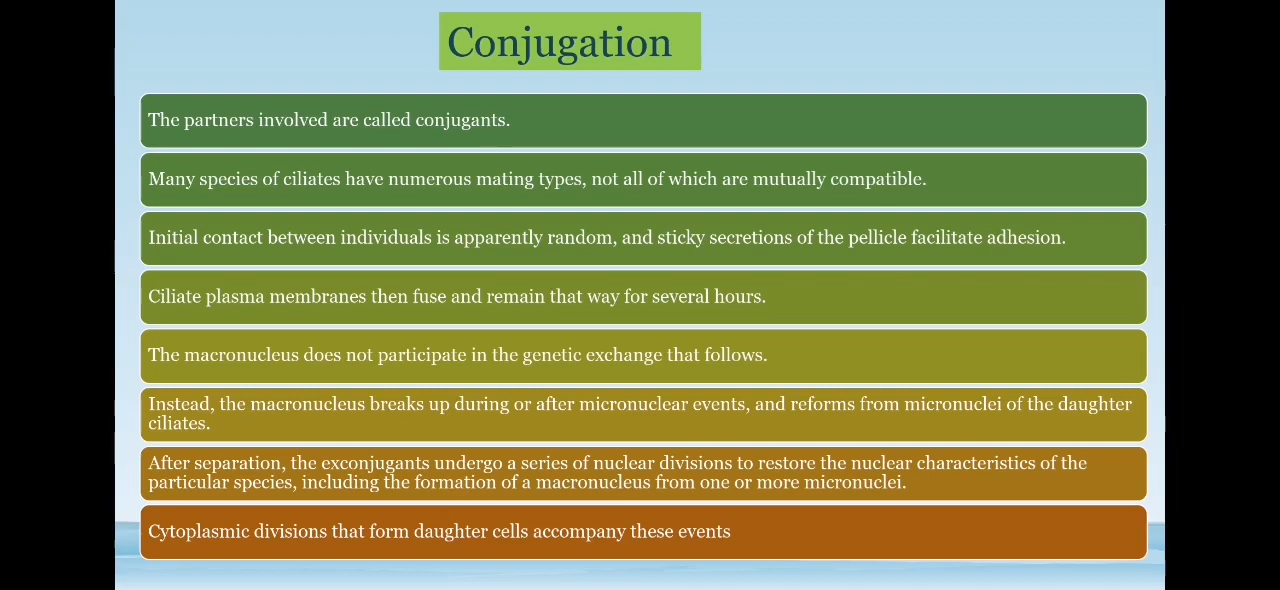 Conjugation
The partners involved are called conjugants.
Many species of ciliates have numerous mating types, not all of which are mutually compatible.
Initial contact between individuals is apparently random, and sticky secretions of the pellicle facilitate adhesion.
Ciliate plasma membranes then fuse and remain that way for several hours.
The macronucleus does not participate in the genetic exchange that follows.
Instead, the macronucleus breaks up during or after micronuclear events, and reforms from micronuclei of the daughter
ciliates.
After separation, the exconjugants undergo a series of nuclear divisions to restore the nuclear characteristics of the
particular species, including the formation of a macronucleus from one or more micronuclei.
Cytoplasmic divisions that form daughter cells accompany these events